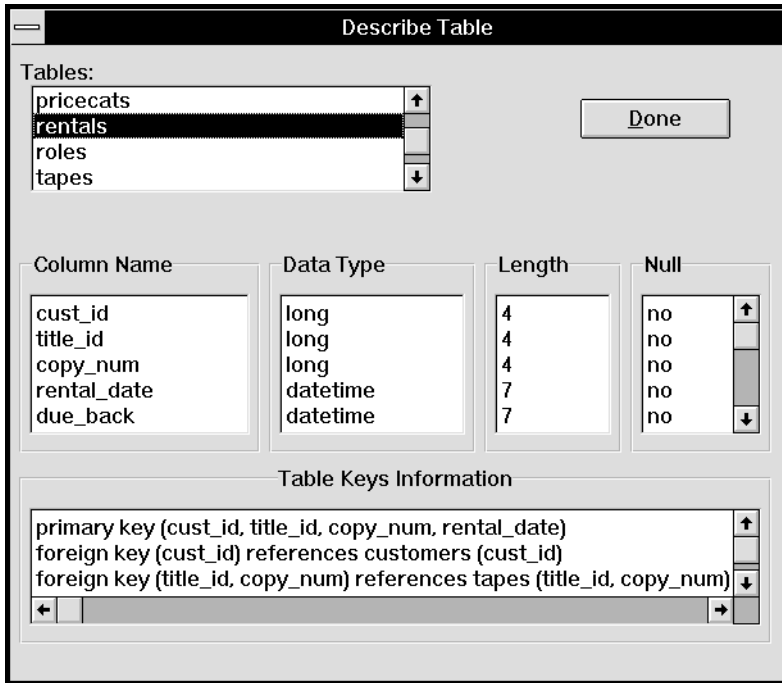 Describe Table
Tables:
pricecats
rentals
roles
tapes
Done
Column Name
Data Type
Length
Null
cust_id
long
4
no
title_id
long
4
no
copy_num
long
4
no
rental_date
datetime
7
no
due_back
datetime
7
no
Table Keys Information
primary key (cust_id, title_id, copy_num, rental_date)
foreign key (cust_id) references customers (cust_id)
foreign key (title_id, copy_num) references tapes (title_id, copy_num)